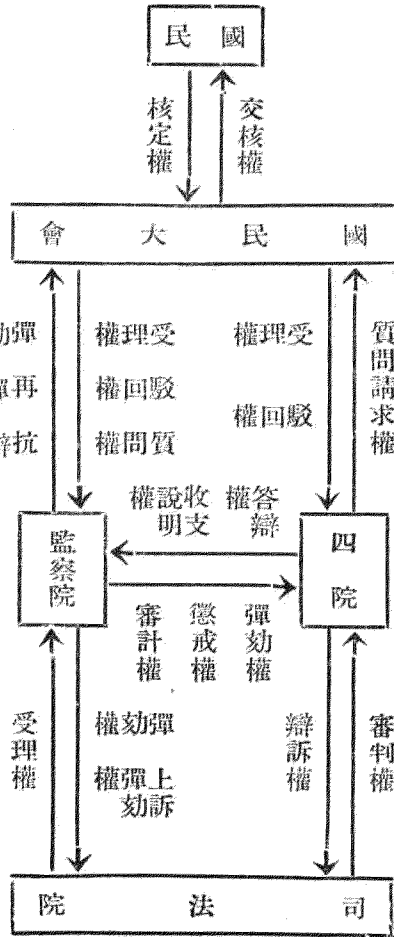 國民
交核權
核定權
國民大會
質問請求權
受理權
駁回權
受理權
駁回權
質問權
四院
答辯權
收支說明權
監察院
彈劾權
懲戒權
審計權
審判權
辯訴權
彈劾權
上訴彈劾權
受理權
司法院